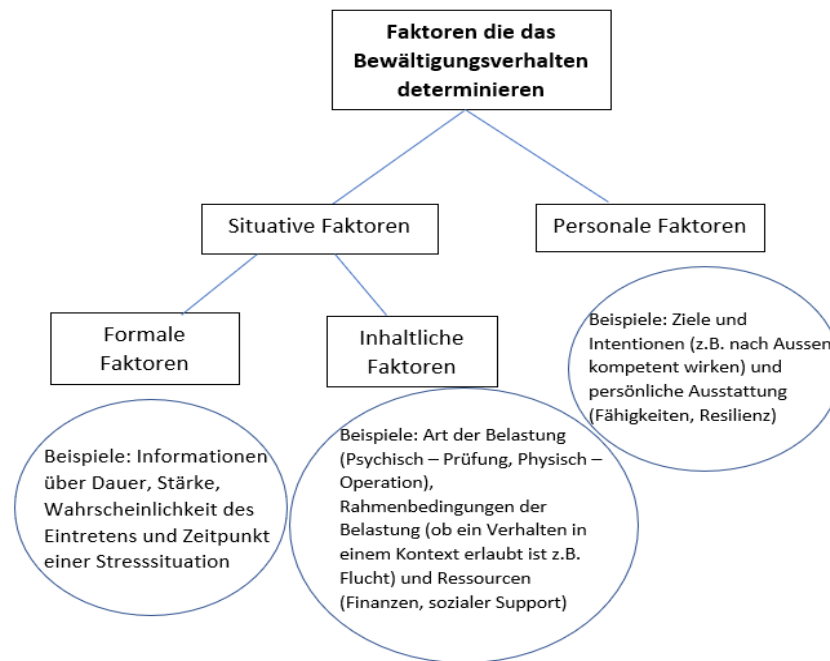 Faktoren die das
Bewältigungsverhalten
determinieren
Situative Faktoren
Personale Faktoren
Formale
Faktoren
Inhaltliche
Faktoren
Beispiele: Ziele und
Intentionen (z.B. nach Aussen
kompetent wirken) und
persönliche Ausstattung
(Fähigkeiten, Resilienz)
Beispiele: Informationen
über Dauer, Stärke,
Wahrscheinlichkeit des
Eintretens und Zeitpunkt
einer Stresssituation
Beispiele: Art der Belastung
(Psychisch – Prüfung, Physisch –
Operation),
Rahmenbedingungen der
Belastung (ob ein Verhalten in
einem Kontext erlaubt ist z.B.
Flucht) und Ressourcen
(Finanzen, sozialer Support)